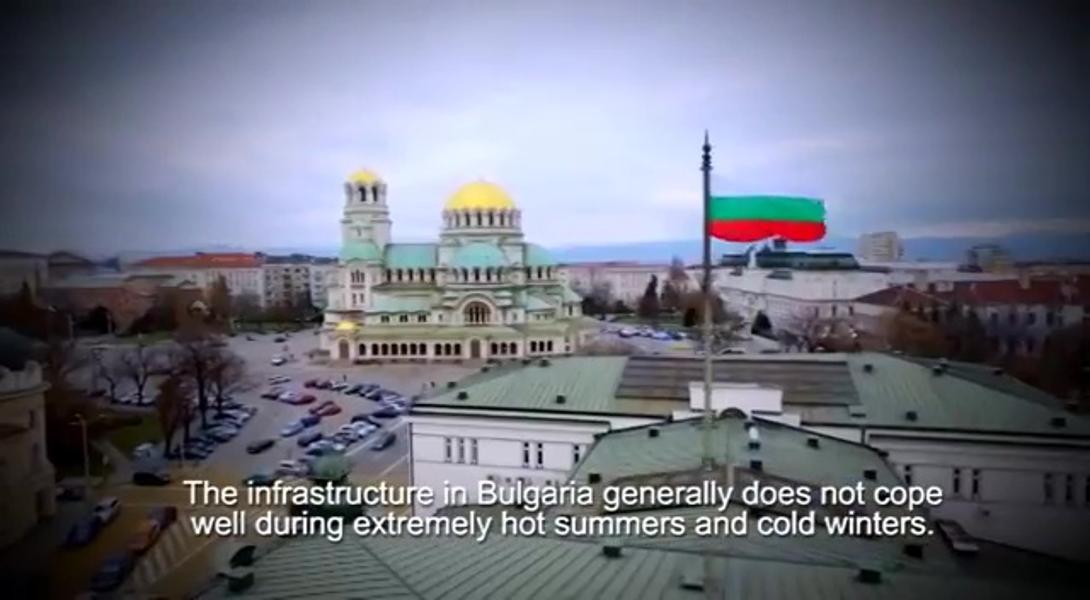 The infrastructure in Bulgaria generally does not cope
well during extremely hot summers and cold winters.